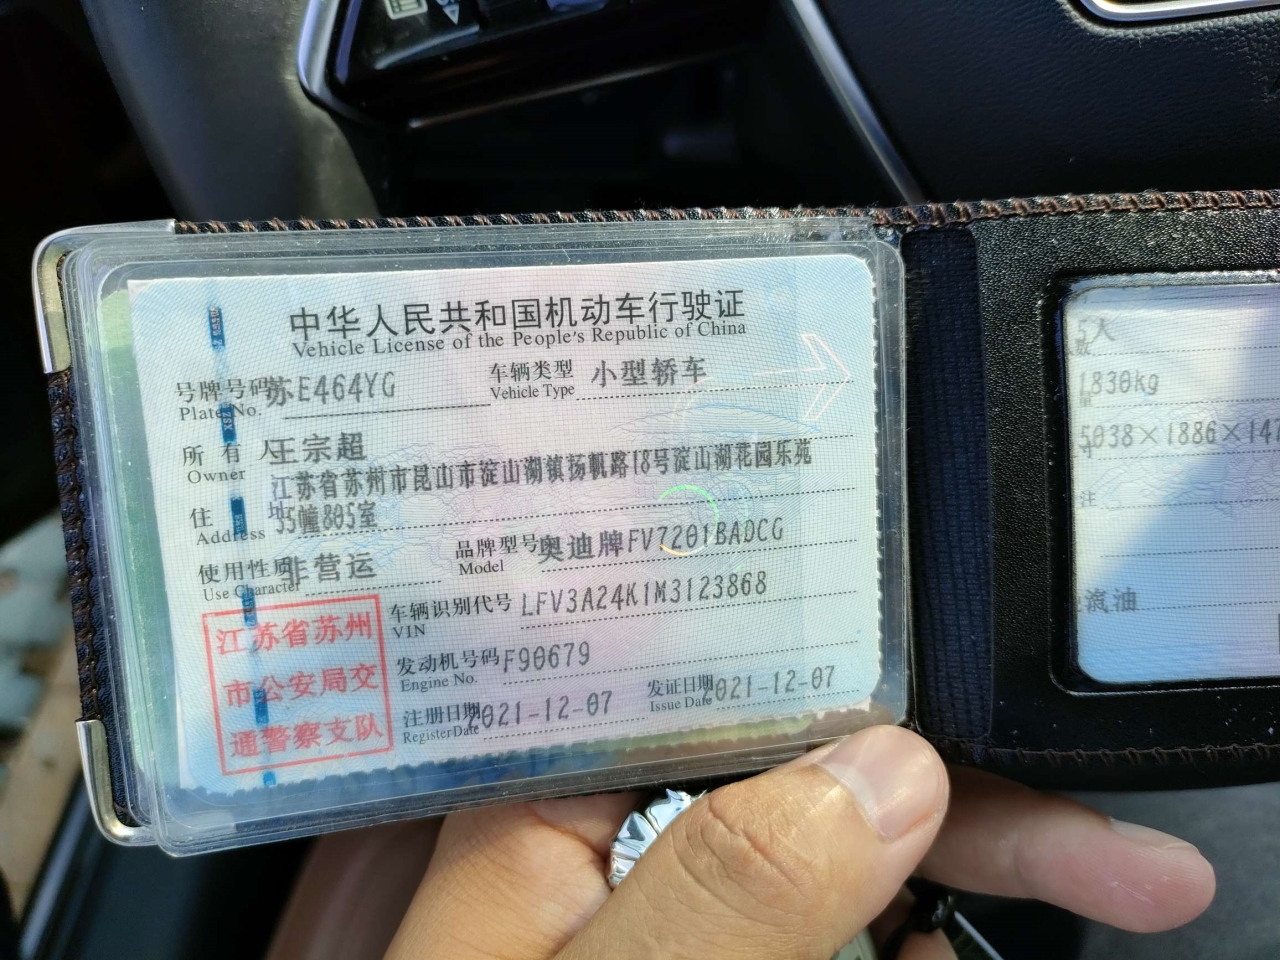 中华人民共和国机动车行驶证
Vehicle License of the People's Republic of China
号牌号码 苏E464YG 车辆类型 小型轿车
Plate No. Vehicle Type
所有人 王宗超
Owner
住址 江苏省苏州市昆山市淀山湖镇扬帆路18号淀山湖花园乐苑
Address 35幢805室
使用性质 非营运 品牌型号 奥迪牌FV7201BADCG
Use Character Model
车辆识别代号 LFV3A24K1M3123868
VIN
发动机号码 F90679
Engine No.
注册日期 2021-12-07 发证日期 2021-12-07
Register Date Issue Date
江苏省苏州
市公安局交
通警察支队
5人
1830kg
5038×1886×147
注
汽油